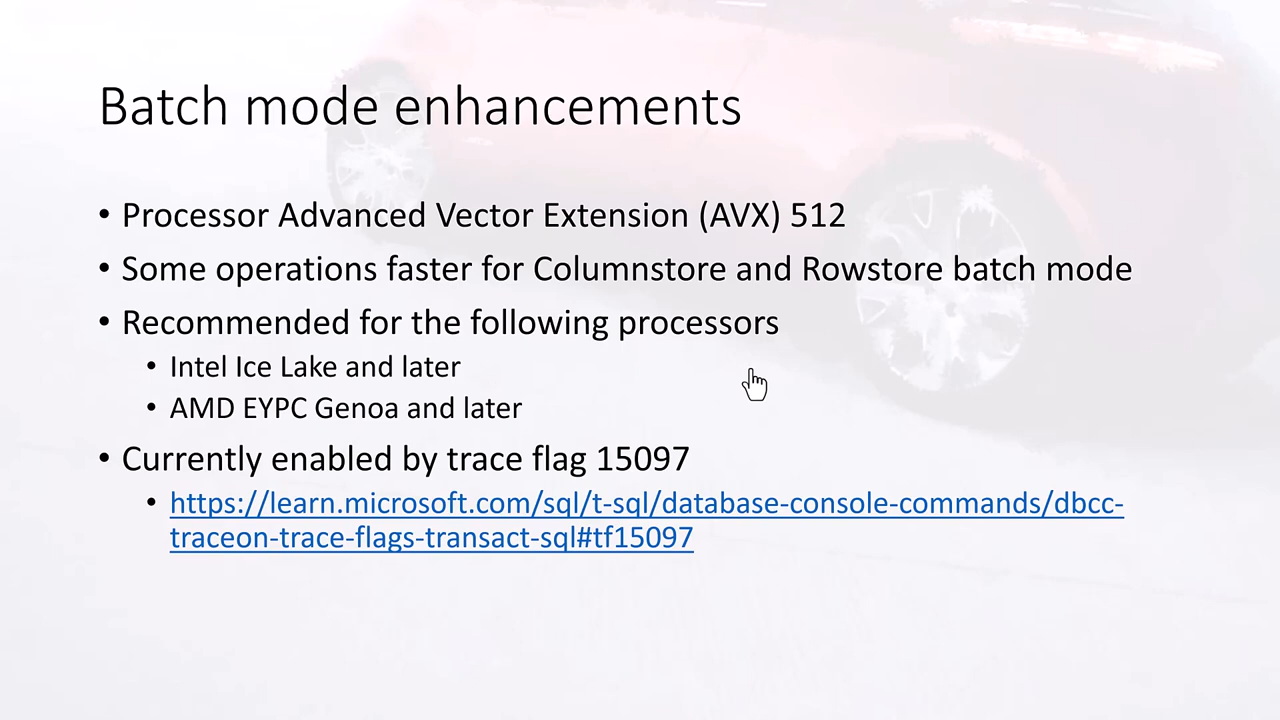 Batch mode enhancements
• Processor Advanced Vector Extension (AVX) 512
• Some operations faster for Columnstore and Rowstore batch mode
• Recommended for the following processors
• Intel Ice Lake and later
• AMD EYPC Genoa and later
• Currently enabled by trace flag 15097
• https://learn.microsoft.com/sql/t-sql/database-console-commands/dbcc-
traceon-trace-flags-transact-sql#tf15097